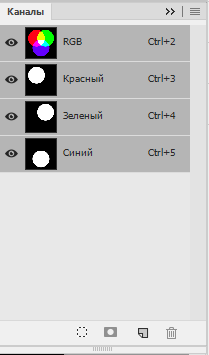 Каналы
RGB Ctrl+2
Красный Ctrl+3
Зеленый Ctrl+4
Синий Ctrl+5